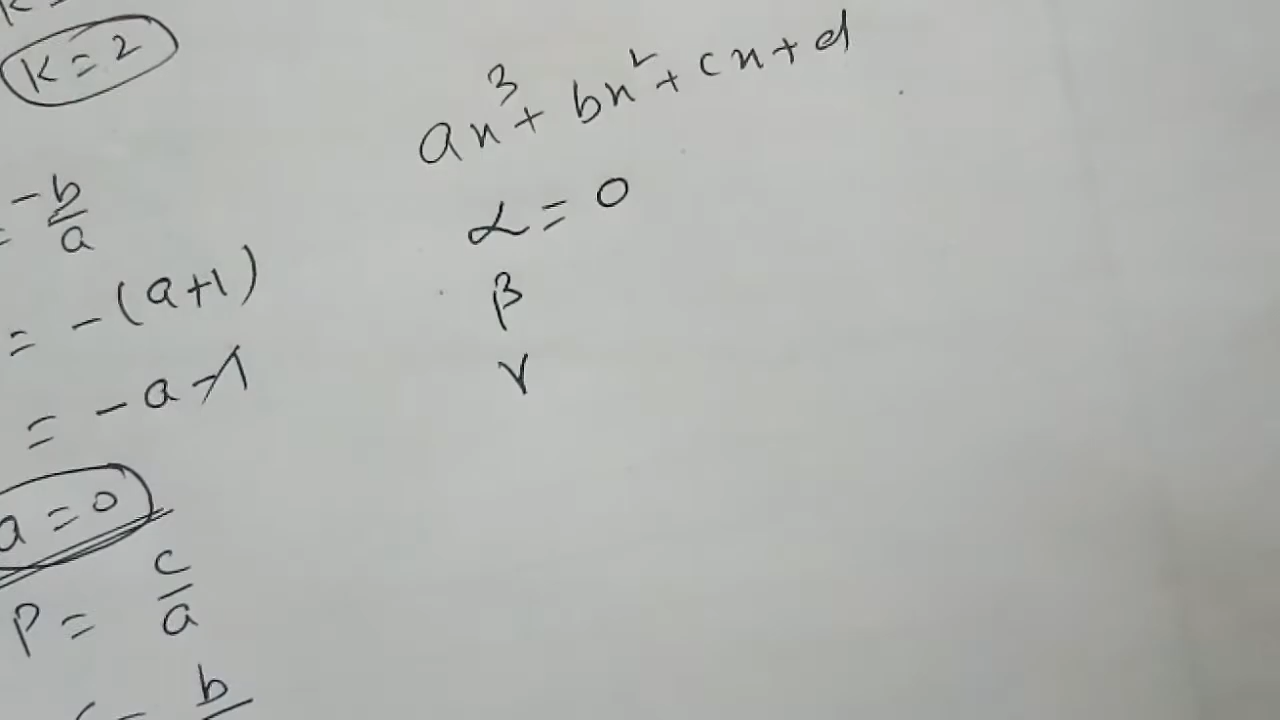 K = 2
= -b/a
= -(a+1)
= -a-1
a = 0
P = c/a
b
ax³ + bx² + cx + d
α = 0
β
γ